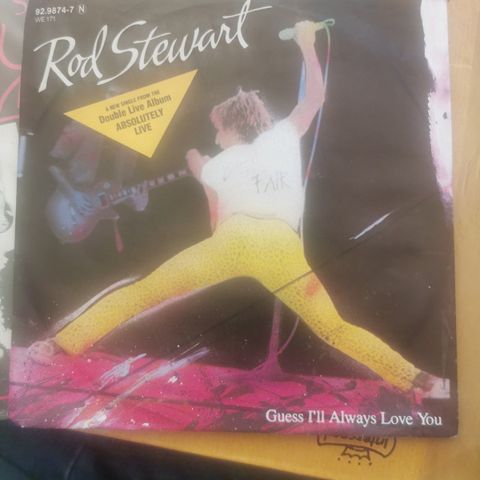 92.9874-7 N
WE 171
Rod Stewart
A NEW SINGLE FROM THE
Double Live Album
ABSOLUTELY
LIVE
Guess I'll Always Love You